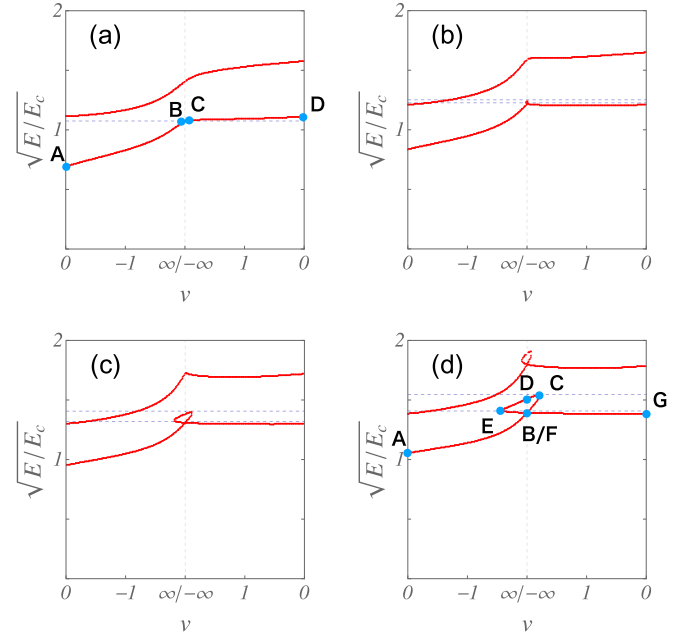 2
(a)
B C D
1
A
√E/E_c
0 −1 ∞/−∞ 1 0
v
2
(b)
1
√E/E_c
0 −1 ∞/−∞ 1 0
v
2
(c)
1
√E/E_c
0 −1 ∞/−∞ 1 0
v
2
(d)
D C
G
E
B/F
A
1
√E/E_c
0 −1 ∞/−∞ 1 0
v